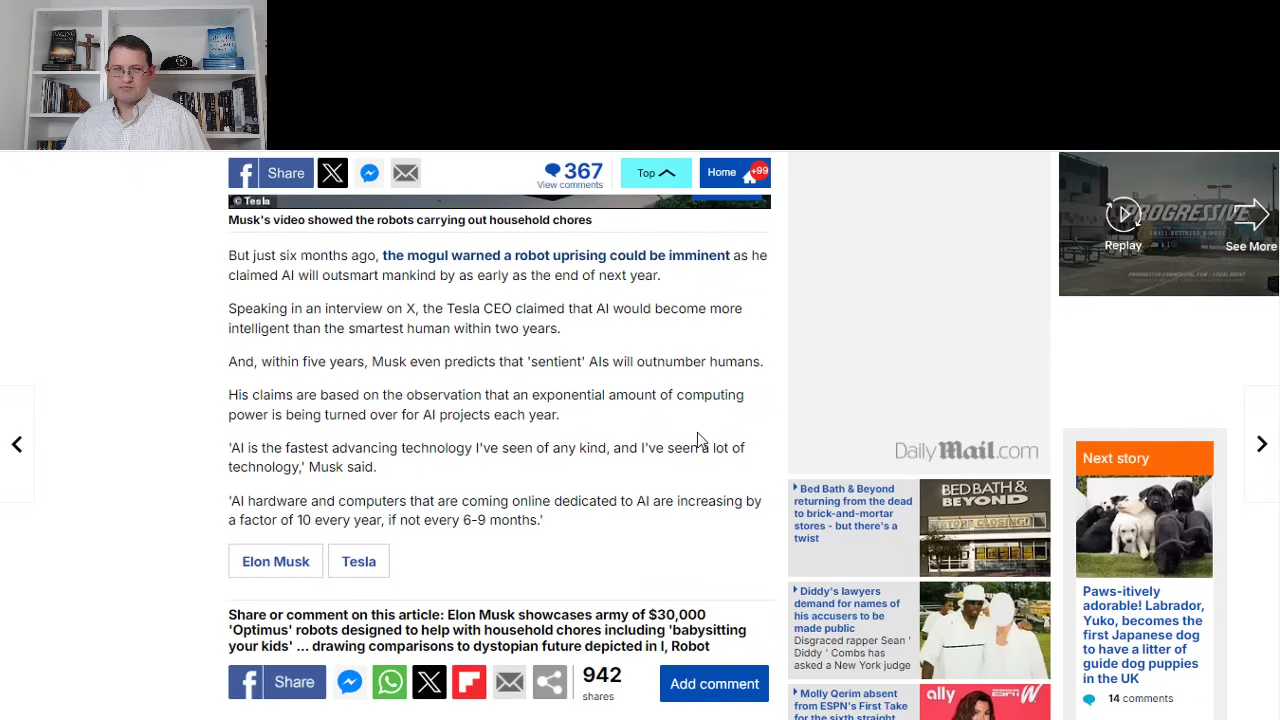 Share
367
View comments
Top
Home
+99
© Tesla
Musk's video showed the robots carrying out household chores
But just six months ago, the mogul warned a robot uprising could be imminent as he
claimed AI will outsmart mankind by as early as the end of next year.
Speaking in an interview on X, the Tesla CEO claimed that AI would become more
intelligent than the smartest human within two years.
And, within five years, Musk even predicts that 'sentient' AIs will outnumber humans.
His claims are based on the observation that an exponential amount of computing
power is being turned over for AI projects each year.
'AI is the fastest advancing technology I've seen of any kind, and I've seen a lot of
technology,' Musk said.
'AI hardware and computers that are coming online dedicated to AI are increasing by
a factor of 10 every year, if not every 6-9 months.'
Elon Musk
Tesla
Share or comment on this article: Elon Musk showcases army of $30,000
'Optimus' robots designed to help with household chores including 'babysitting
your kids' ... drawing comparisons to dystopian future depicted in I, Robot
Share
942
shares
Add comment
DailyMail.com
Bed Bath & Beyond
returning from the dead
to brick-and-mortar
stores - but there's a
twist
BED BATH &
BEYOND
STORE CLOSING!
Diddy's lawyers
demand for names of
his accusers to be
made public
Disgraced rapper Sean '
Diddy ' Combs has
asked a New York judge
Molly Qerim absent
from ESPN's First Take
for the sixth straight
ally
ESPN W
PROGRESSIVE
Replay
See More
Next story
Paws-itively
adorable! Labrador,
Yuko, becomes the
first Japanese dog
to have a litter of
guide dog puppies
in the UK
14 comments